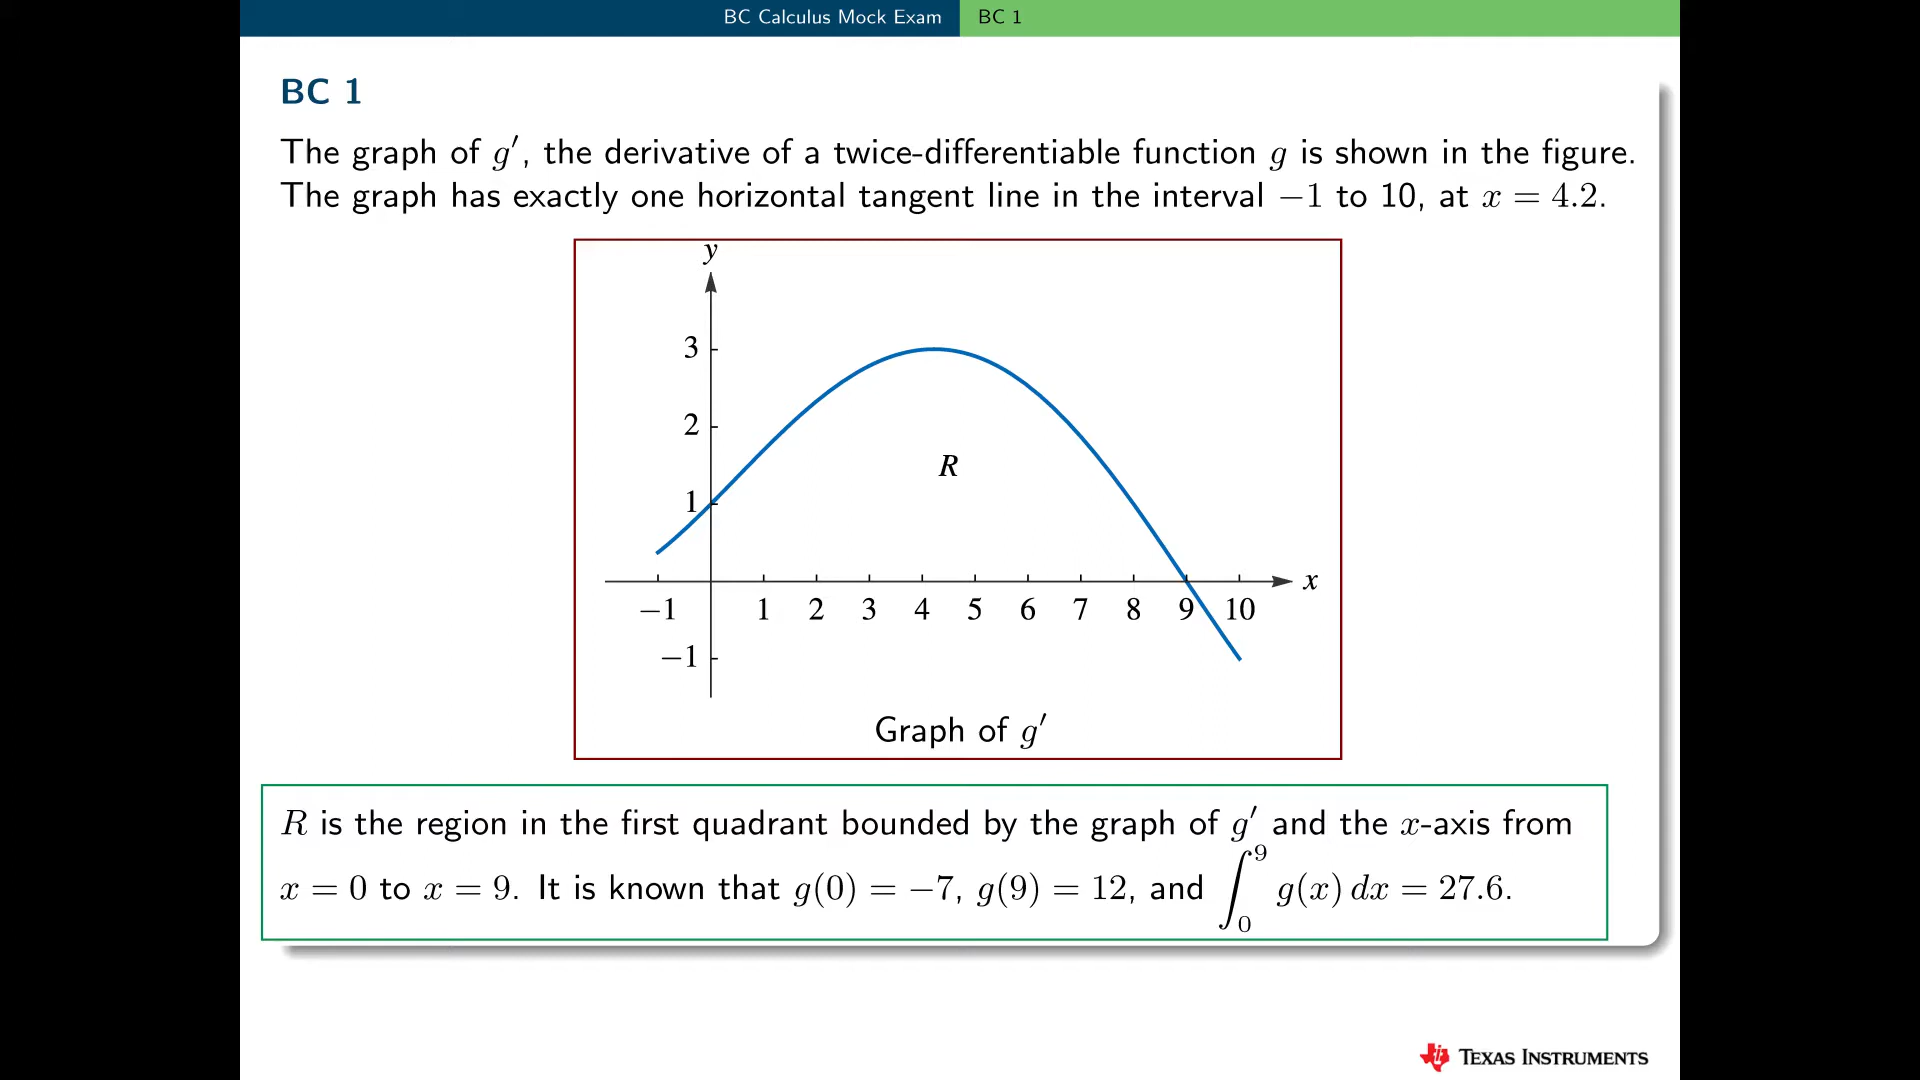 BC Calculus Mock Exam BC 1
BC 1
The graph of g′, the derivative of a twice-differentiable function g is shown in the figure.
The graph has exactly one horizontal tangent line in the interval −1 to 10, at x = 4.2.
y
3
2
R
1
x
−1 1 2 3 4 5 6 7 8 9 10
−1
Graph of g′
R is the region in the first quadrant bounded by the graph of g′ and the x-axis from
x = 0 to x = 9. It is known that g(0) = −7, g(9) = 12, and ∫₀⁹ g(x) dx = 27.6.
TEXAS INSTRUMENTS